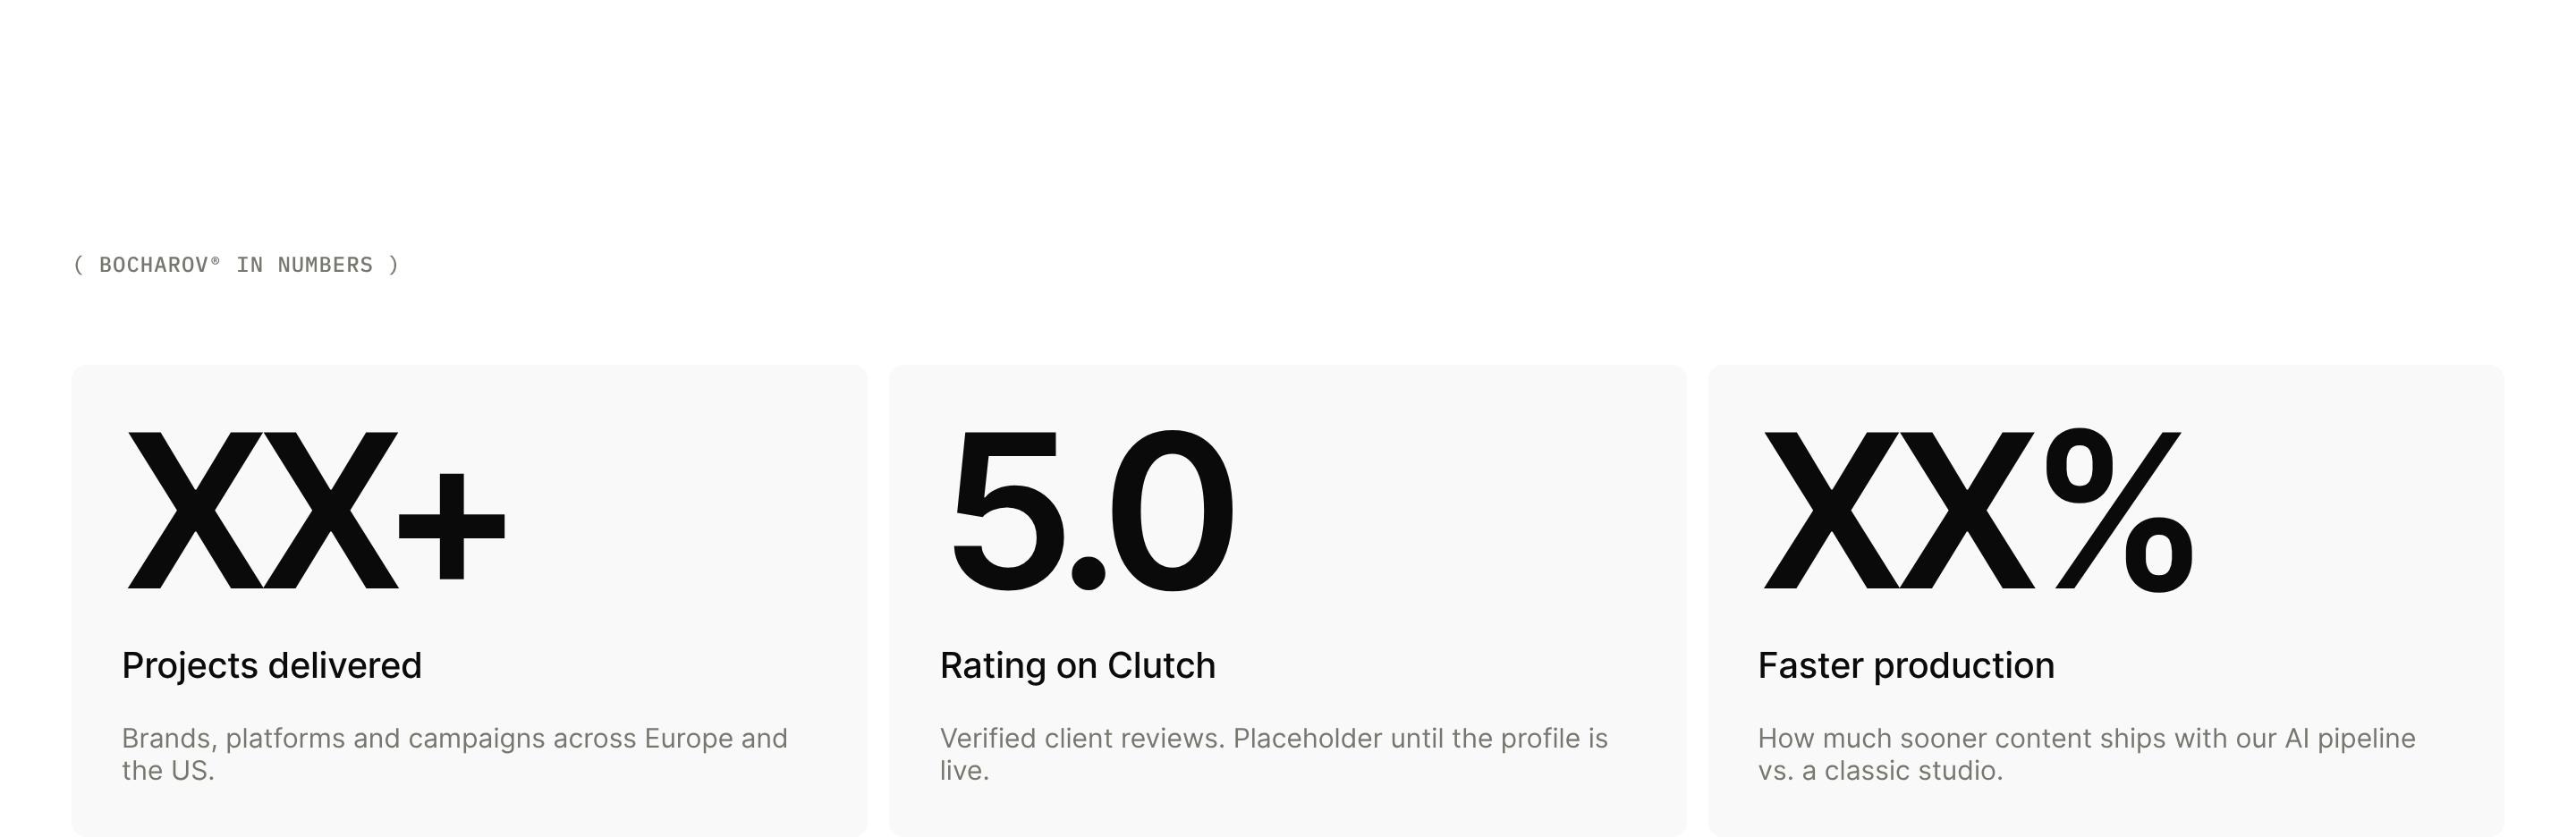 ( BOCHAROV® IN NUMBERS )
XX+
Projects delivered
Brands, platforms and campaigns across Europe and
the US.
5.0
Rating on Clutch
Verified client reviews. Placeholder until the profile is
live.
XX%
Faster production
How much sooner content ships with our AI pipeline
vs. a classic studio.